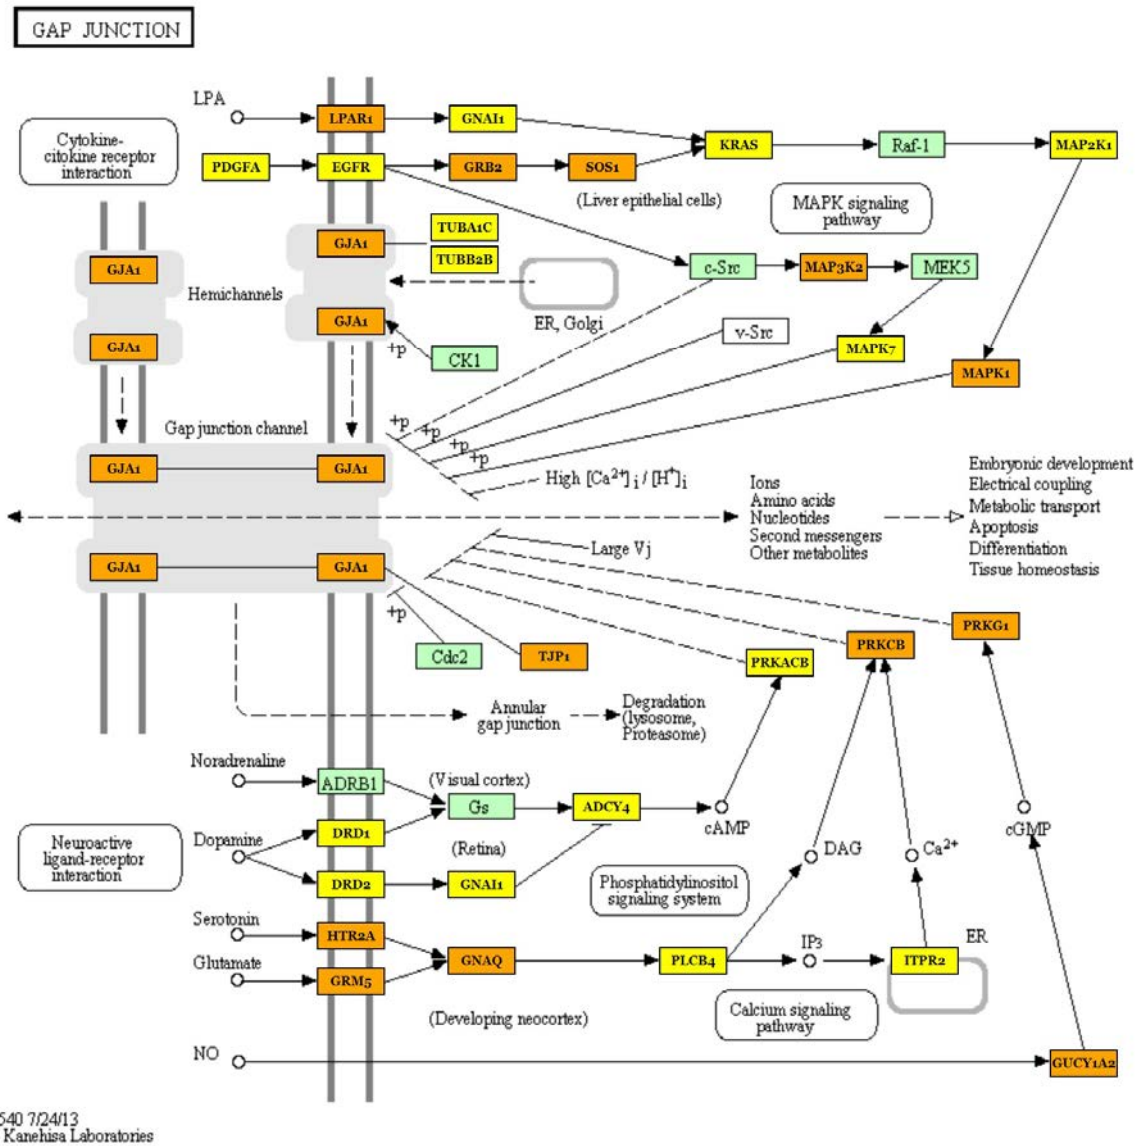 GAP JUNCTION
LPA
LPAR1
GNAI1
Cytokine-
citokine receptor
interaction
KRAS
Raf-1
MAP2K1
PDGFA
EGFR
GRB2
SOS1
(Liver epithelial cells)
MAPK signaling
pathway
GJA1
TUBA1C
TUBB2B
GJA1
c-Src
MAP3K2
MEK5
Hemichannels
ER, Golgi
GJA1
GJA1
+p
CK1
v-Src
MAPK7
MAPK1
Gap junction channel
+p
+p
+p
+p
GJA1
GJA1
High [Ca2+]i / [H+]i
Ions
Amino acids
Nucleotides
Second messengers
Other metabolites
Embryonic development
Electrical coupling
Metabolic transport
Apoptosis
Differentiation
Tissue homeostasis
Large Vj
GJA1
GJA1
+p
Cdc2
TJP1
PRKACB
PRKCB
PRKG1
Annular
gap junction
Degradation
(lysosome,
Proteasome)
Noradrenaline
ADRB1
(Visual cortex)
Gs
ADCY4
cAMP
cGMP
Dopamine
DRD1
(Retina)
DAG
Ca2+
Neuroactive
ligand-receptor
interaction
DRD2
GNAI1
Phosphatidylinositol
signaling system
Serotonin
HTR2A
Glutamate
GRM5
GNAQ
PLCB4
IP3
ITPR2
ER
(Developing neocortex)
Calcium signaling
pathway
NO
GUCY1A2
540 7/24/13
Kanehisa Laboratories